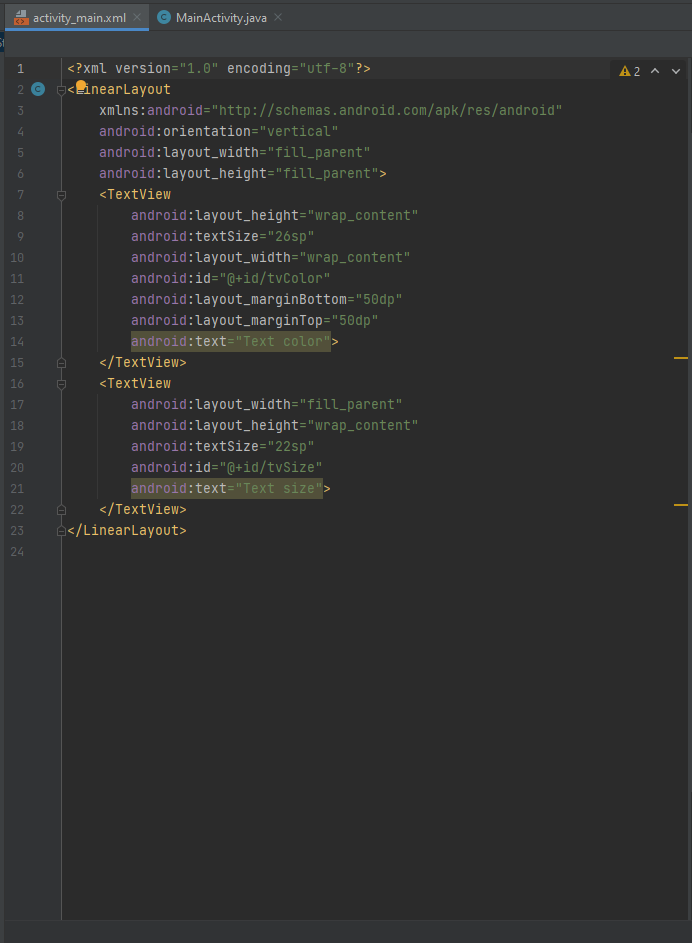 activity_main.xml
MainActivity.java
2
1 <?xml version="1.0" encoding="utf-8"?>
2 <LinearLayout
3 xmlns:android="http://schemas.android.com/apk/res/android"
4 android:orientation="vertical"
5 android:layout_width="fill_parent"
6 android:layout_height="fill_parent">
7 <TextView
8 android:layout_height="wrap_content"
9 android:textSize="26sp"
10 android:layout_width="wrap_content"
11 android:id="@+id/tvColor"
12 android:layout_marginBottom="50dp"
13 android:layout_marginTop="50dp"
14 android:text="Text color">
15 </TextView>
16 <TextView
17 android:layout_width="fill_parent"
18 android:layout_height="wrap_content"
19 android:textSize="22sp"
20 android:id="@+id/tvSize"
21 android:text="Text size">
22 </TextView>
23 </LinearLayout>
24